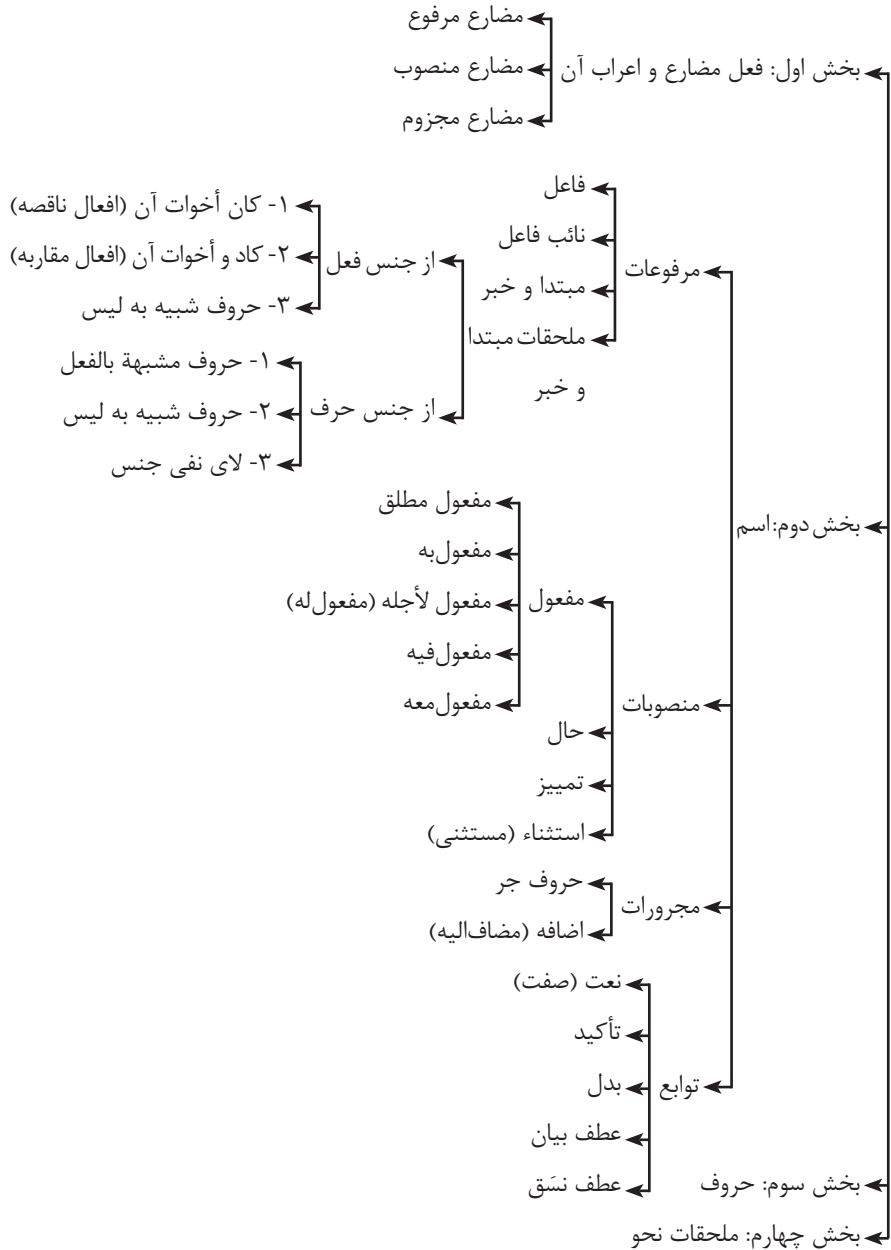 بخش اول: فعل مضارع و اعراب آن
مضارع مرفوع
مضارع منصوب
مضارع مجزوم
بخش دوم:اسم
مرفوعات
فاعل
نائب فاعل
مبتدا و خبر
ملحقات مبتدا
و خبر
از جنس فعل
۱- کان أخوات آن (افعال ناقصه)
۲- کاد و أخوات آن (افعال مقاربه)
۳- حروف شبیه به لیس
از جنس حرف
۱- حروف مشبهة بالفعل
۲- حروف شبیه به لیس
۳- لای نفی جنس
منصوبات
مفعول
مفعول مطلق
مفعول‌به
مفعول لأجله (مفعول‌له)
مفعول‌فیه
مفعول‌معه
حال
تمییز
استثناء (مستثنی)
مجرورات
حروف جر
اضافه (مضاف‌الیه)
توابع
نعت (صفت)
تأکید
بدل
عطف بیان
عطف نسَق
بخش سوم: حروف
بخش چهارم: ملحقات نحو